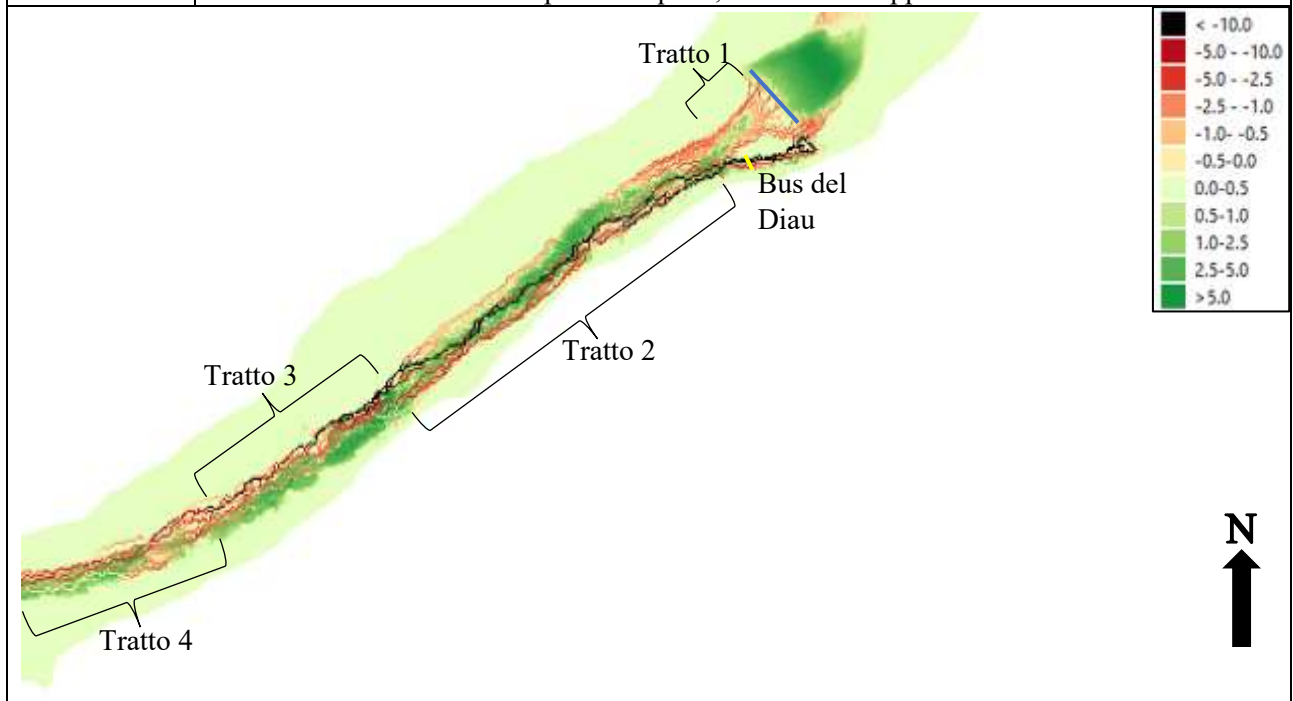 Tratto 1
Bus del
Diau
Tratto 2
Tratto 3
Tratto 4
< -10.0
-5.0 - -10.0
-5.0 - -2.5
-2.5 - -1.0
-1.0- -0.5
-0.5-0.0
0.0-0.5
0.5-1.0
1.0-2.5
2.5-5.0
>5.0
N